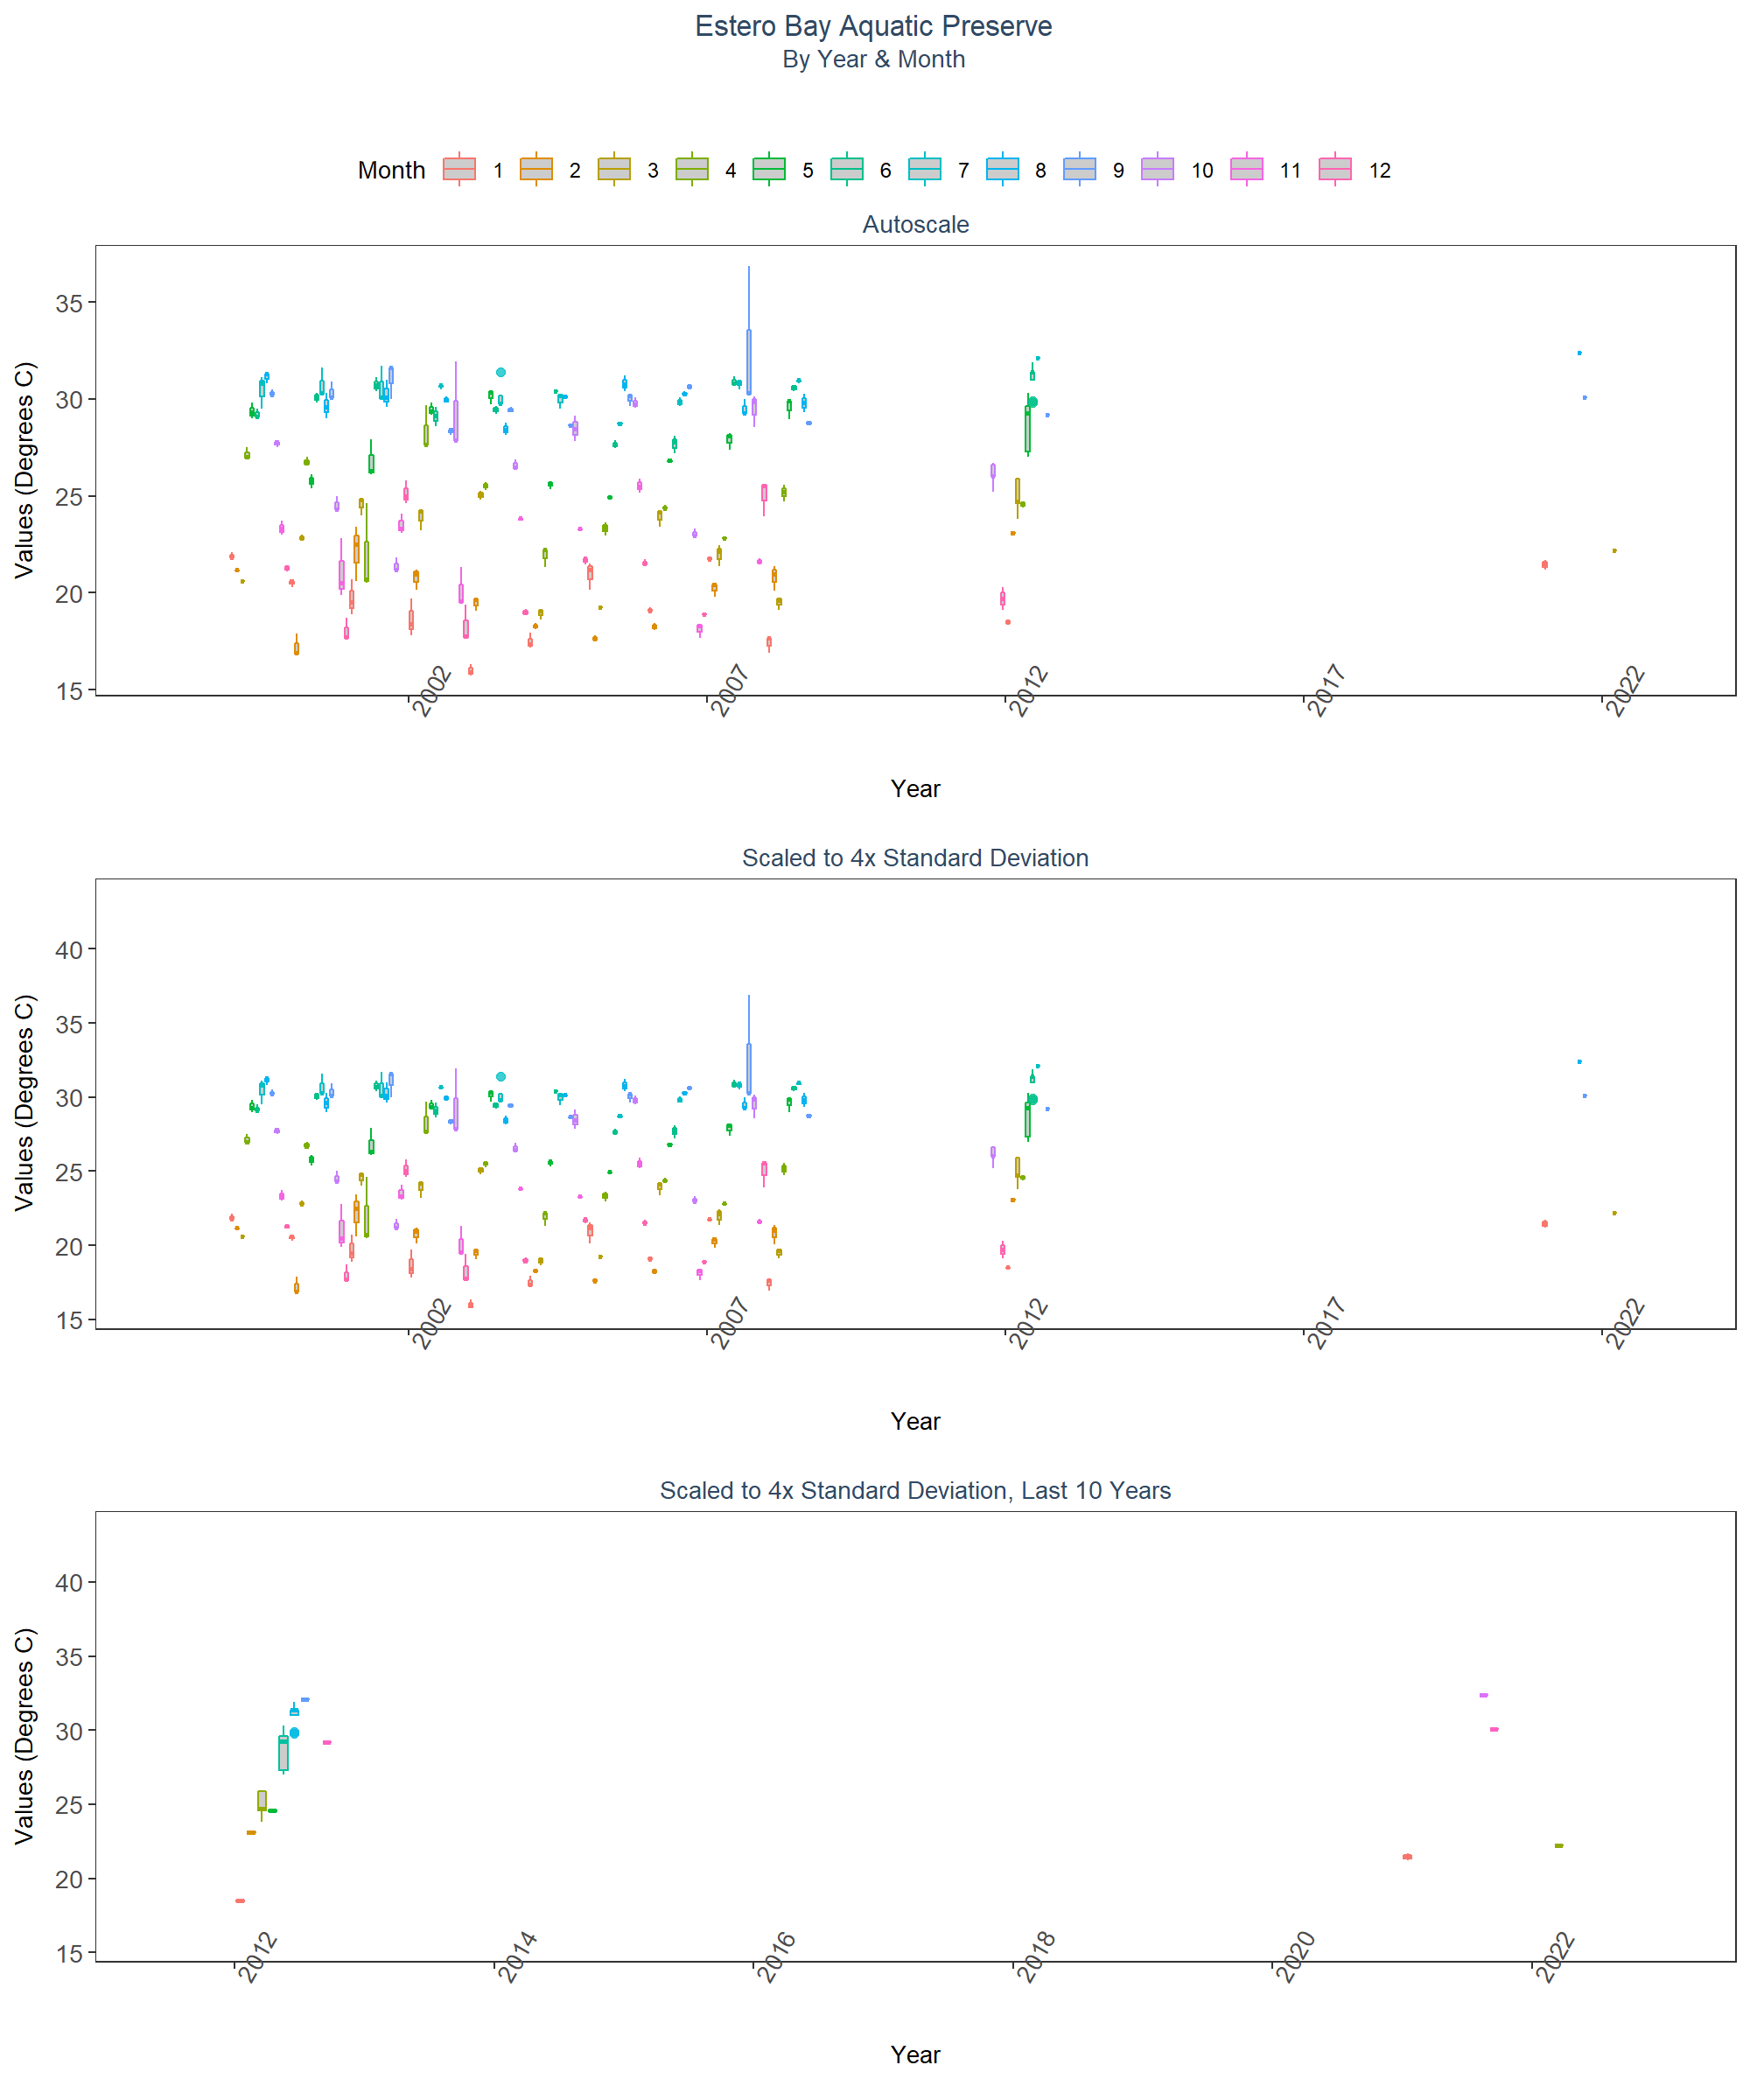 Estero Bay Aquatic Preserve
By Year & Month
Month 1 2 3 4 5 6 7 8 9 10 11 12
Autoscale
Values (Degrees C)
35
30
25
20
15
2002 2007 2012 2017 2022
Year
Scaled to 4x Standard Deviation
Values (Degrees C)
40
35
30
25
20
15
2002 2007 2012 2017 2022
Year
Scaled to 4x Standard Deviation, Last 10 Years
Values (Degrees C)
40
35
30
25
20
15
2012 2014 2016 2018 2020 2022
Year